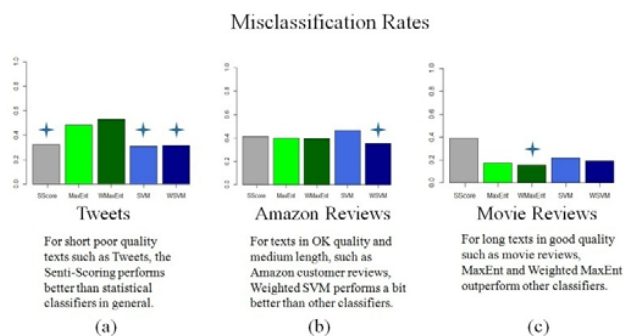 Misclassification Rates
1.0
0.8
0.6
0.4
0.2
0.0
SScore MaxEnt WMaxEnt SVM WSVM
Tweets
For short poor quality
texts such as Tweets, the
Senti-Scoring performs
better than statistical
classifiers in general.
(a)
1.0
0.8
0.6
0.4
0.2
0.0
SScore MaxEnt WMaxEnt SVM WSVM
Amazon Reviews
For texts in OK quality and
medium length, such as
Amazon customer reviews,
Weighted SVM performs a bit
better than other classifiers.
(b)
1.0
0.8
0.6
0.4
0.2
0.0
SScore MaxEnt WMaxEnt SVM WSVM
Movie Reviews
For long texts in good quality
such as movie reviews,
MaxEnt and Weighted MaxEnt
outperform other classifiers.
(c)